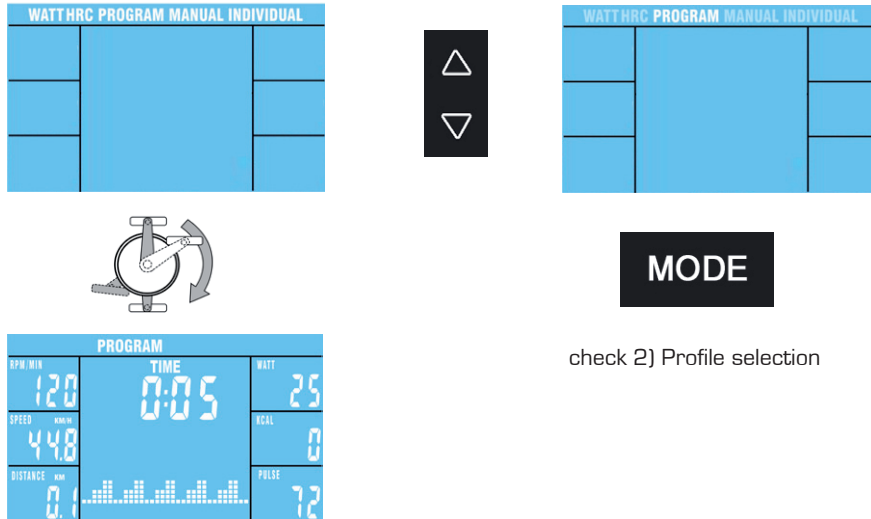 WATT HRC PROGRAM MANUAL INDIVIDUAL
WATT HRC PROGRAM MANUAL INDIVIDUAL
MODE
check 2) Profile selection
PROGRAM
RPM/MIN
120
TIME
0:05
WATT
25
SPEED KM/H
44.8
KCAL
0
DISTANCE KM
0.1
PULSE
72